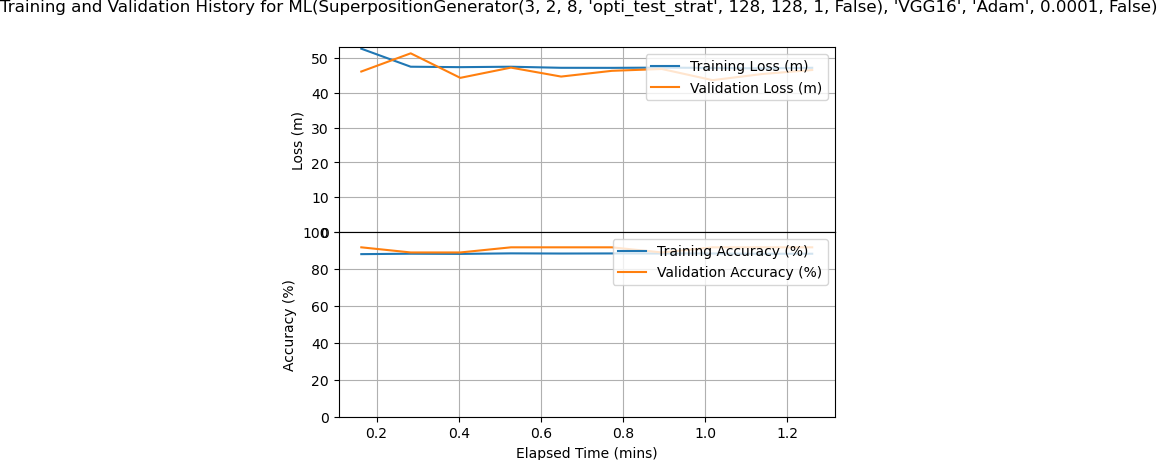 Training and Validation History for ML(SuperpositionGenerator(3, 2, 8, 'opti_test_strat', 128, 128, 1, False), 'VGG16', 'Adam', 0.0001, False)
50
40
30
20
10
0
Loss (m)
Training Loss (m)
Validation Loss (m)
100
80
60
40
20
0
Accuracy (%)
Training Accuracy (%)
Validation Accuracy (%)
0.2 0.4 0.6 0.8 1.0 1.2
Elapsed Time (mins)